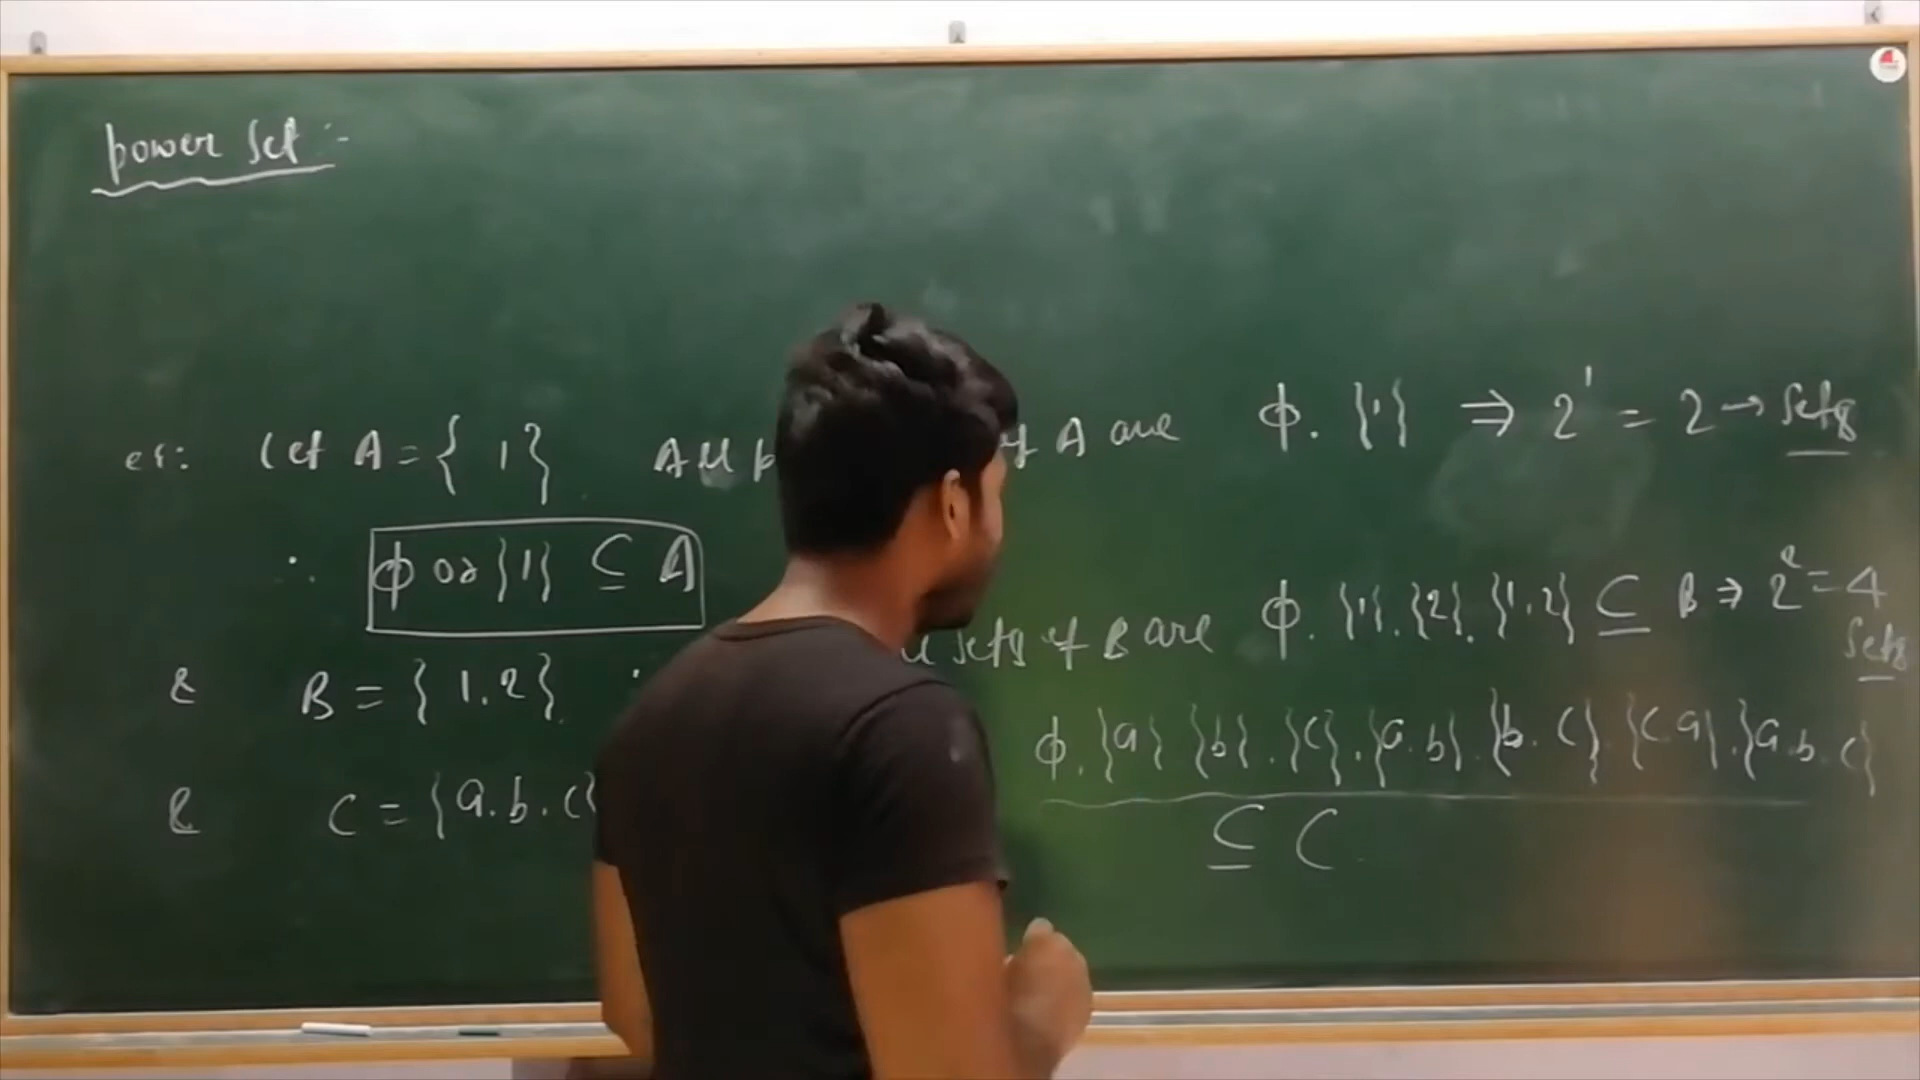 power set :-
ex: Let A = { 1 } All p of A are ϕ. {1} ⇒ 2¹ = 2 → sets
∴ ϕ or {1} ⊆ A
& B = { 1, 2 } sets of B are ϕ. {1}. {2}. {1,2} ⊆ B ⇒ 2² = 4 sets
& C = {a. b. c} ϕ. {a} {b}. {c}. {a. b}. {b. c}. {c a}. {a. b. c}
⊆ C